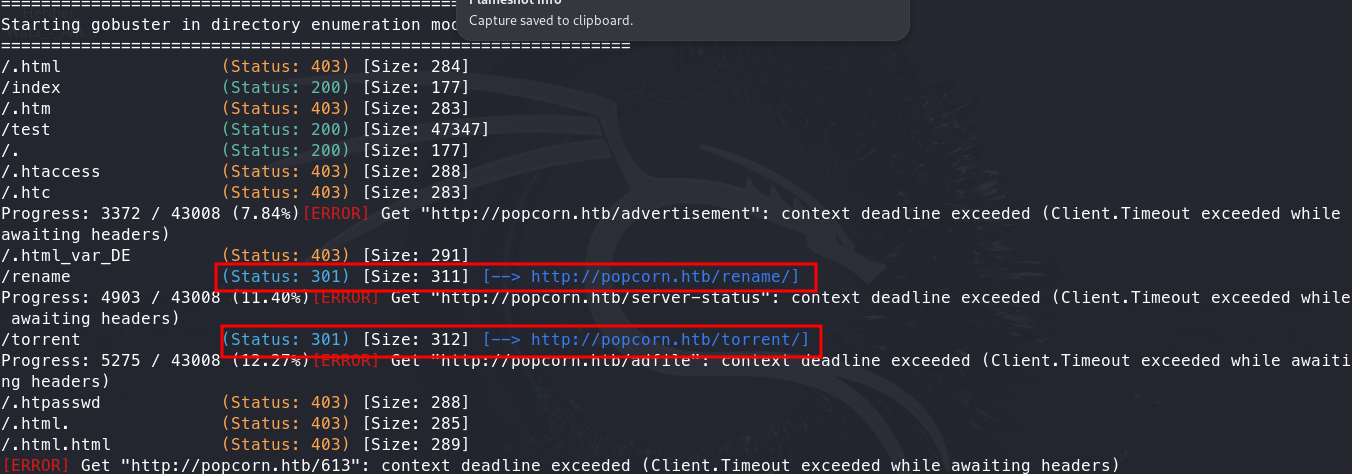 Flameshot Info
Capture saved to clipboard.
===============================================================
Starting gobuster in directory enumeration mod
===============================================================
/.html (Status: 403) [Size: 284]
/index (Status: 200) [Size: 177]
/.htm (Status: 403) [Size: 283]
/test (Status: 200) [Size: 47347]
/. (Status: 200) [Size: 177]
/.htaccess (Status: 403) [Size: 288]
/.htc (Status: 403) [Size: 283]
Progress: 3372 / 43008 (7.84%)[ERROR] Get "http://popcorn.htb/advertisement": context deadline exceeded (Client.Timeout exceeded while
awaiting headers)
/.html_var_DE (Status: 403) [Size: 291]
/rename (Status: 301) [Size: 311] [--> http://popcorn.htb/rename/]
Progress: 4903 / 43008 (11.40%)[ERROR] Get "http://popcorn.htb/server-status": context deadline exceeded (Client.Timeout exceeded while
awaiting headers)
/torrent (Status: 301) [Size: 312] [--> http://popcorn.htb/torrent/]
Progress: 5275 / 43008 (12.27%)[ERROR] Get "http://popcorn.htb/adfile": context deadline exceeded (Client.Timeout exceeded while awaiti
ng headers)
/.htpasswd (Status: 403) [Size: 288]
/.html. (Status: 403) [Size: 285]
/.html.html (Status: 403) [Size: 289]
[ERROR] Get "http://popcorn.htb/613": context deadline exceeded (Client.Timeout exceeded while awaiting headers)